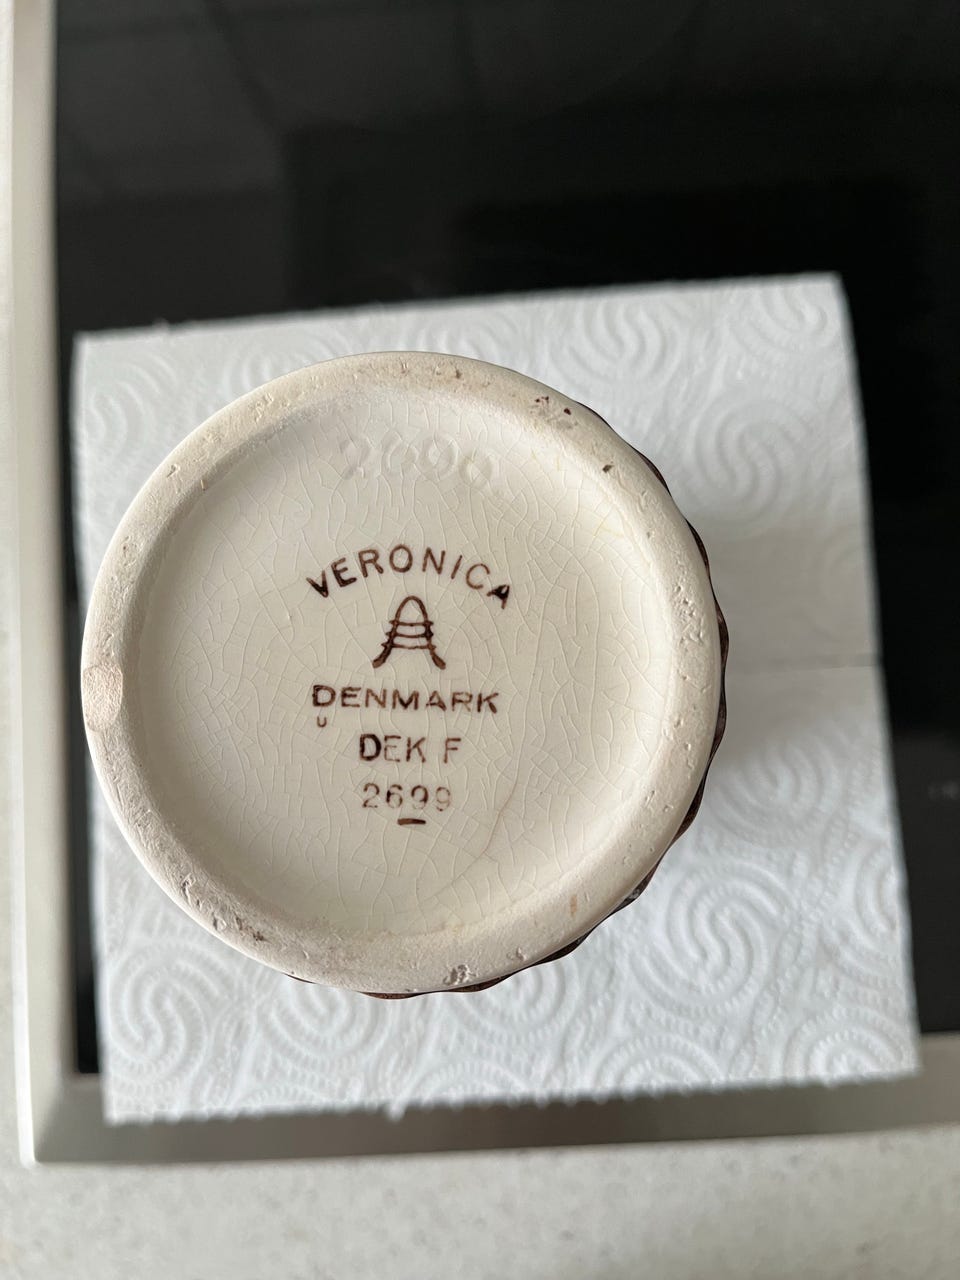 VERONICA
DENMARK
DEK F
2699